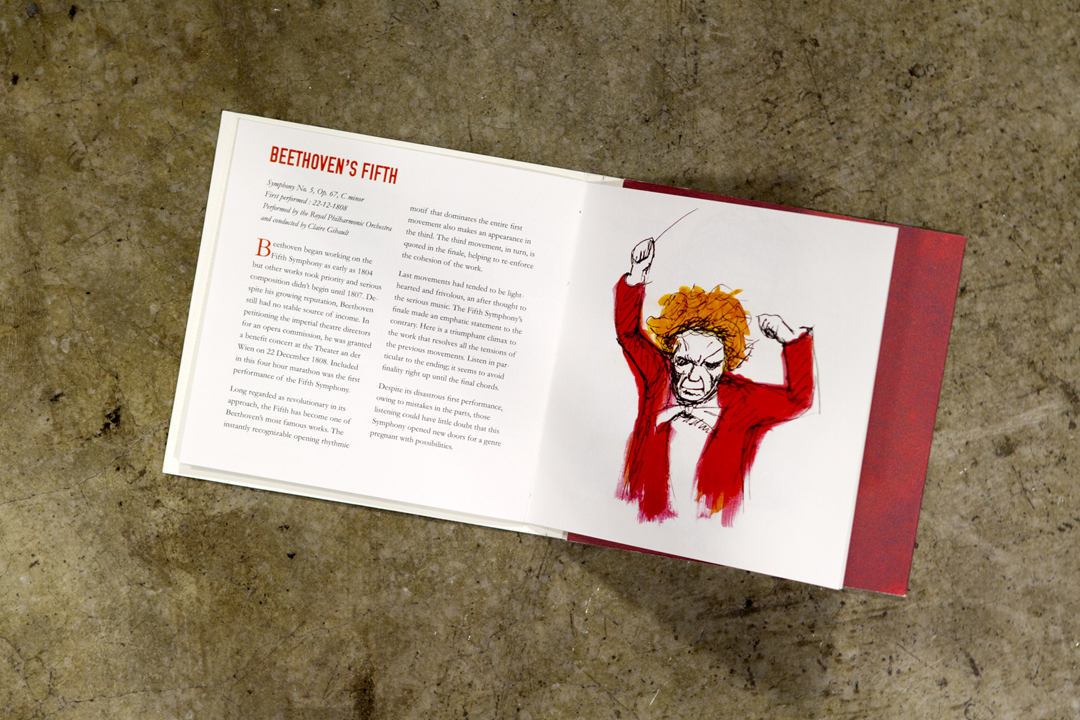 BEETHOVEN'S FIFTH
Symphony No. 5, Op. 67, C minor
First performed : 22-12-1808
Performed by the Royal Philharmonic Orchestra
and conducted by Claire Gibault
Beethoven began working on the
Fifth Symphony as early as 1804
but other works took priority and serious
composition didn't begin until 1807. De-
spite his growing reputation, Beethoven
still had no stable source of income. In
petitioning the imperial theatre directors
for an opera commission, he was granted
a benefit concert at the Theater an der
Wien on 22 December 1808. Included
in this four hour marathon was the first
performance of the Fifth Symphony.
Long regarded as revolutionary in its
approach, the Fifth has become one of
Beethoven's most famous works. The
instantly recognizable opening rhythmic
motif that dominates the entire first
movement also makes an appearance in
the third. The third movement, in turn, is
quoted in the finale, helping to re-enforce
the cohesion of the work.
Last movements had tended to be light-
hearted and frivolous, an after thought to
the serious music. The Fifth Symphony's
finale made an emphatic statement to the
contrary. Here is a triumphant climax to
the work that resolves all the tensions of
the previous movements. Listen in par-
ticular to the ending; it seems to avoid
finality right up until the final chords.
Despite its disastrous first performance,
owing to mistakes in the parts, those
listening could have little doubt that this
Symphony opened new doors for a genre
pregnant with possibilities.